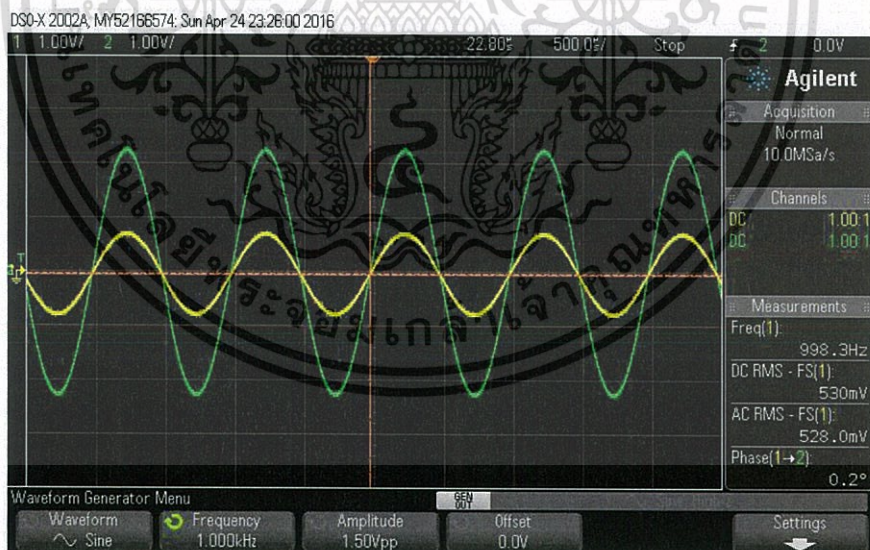 DSO-X 2002A, MY52166574: Sun Apr 24 23:26:00 2016
1 1.00V/ 2 1.00V/ 22.80s 500.0s/ Stop 2 0.0V
Agilent
Acquisition
Normal
10.0MSa/s
Channels
DC 1.00:1
DC 1.00:1
Measurements
Freq(1):
998.3Hz
DC RMS - FS(1):
530mV
AC RMS - FS(1):
528.0mV
Phase(1→2):
0.2°
Waveform Generator Menu
GEN OUT
Waveform
Sine
Frequency
1.000kHz
Amplitude
1.50Vpp
Offset
0.0V
Settings